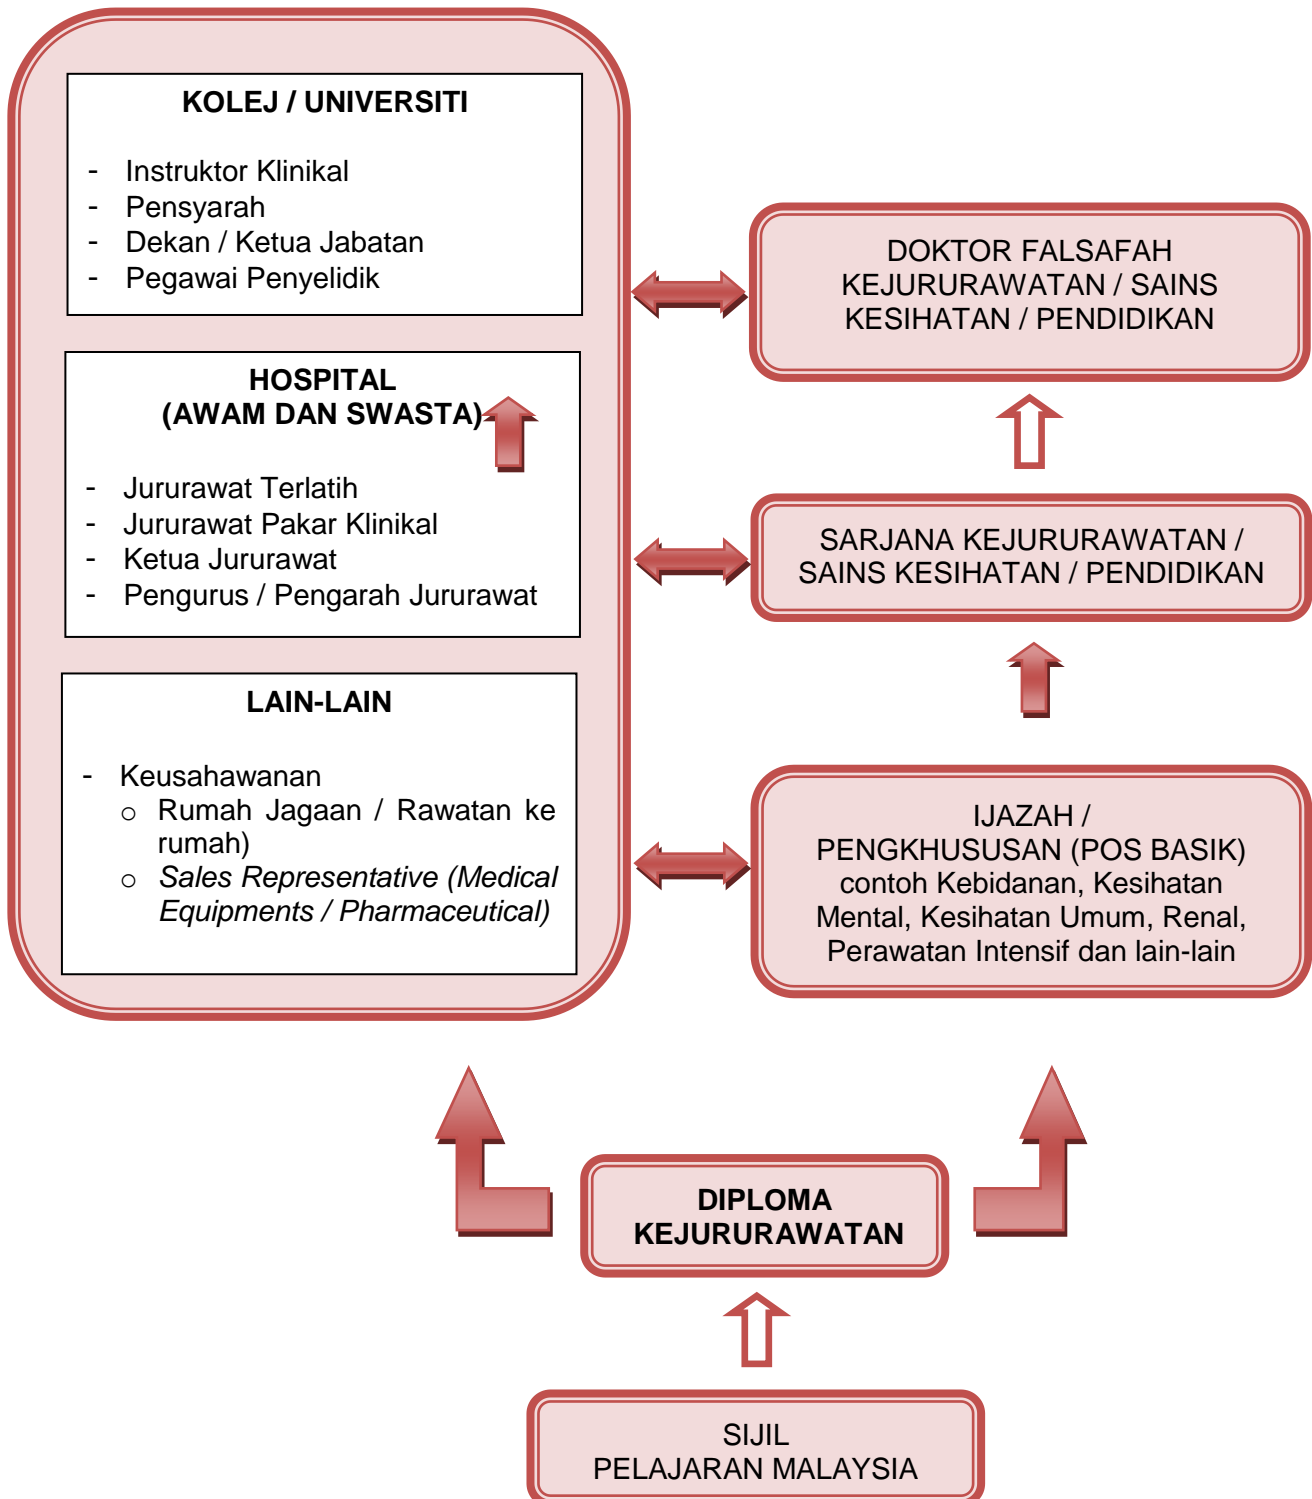 KOLEJ / UNIVERSITI
- Instruktor Klinikal
- Pensyarah
- Dekan / Ketua Jabatan
- Pegawai Penyelidik
HOSPITAL
(AWAM DAN SWASTA)
- Jururawat Terlatih
- Jururawat Pakar Klinikal
- Ketua Jururawat
- Pengurus / Pengarah Jururawat
LAIN-LAIN
- Keusahawanan
o Rumah Jagaan / Rawatan ke
rumah)
o Sales Representative (Medical
Equipments / Pharmaceutical)
DOKTOR FALSAFAH
KEJURURAWATAN / SAINS
KESIHATAN / PENDIDIKAN
SARJANA KEJURURAWATAN /
SAINS KESIHATAN / PENDIDIKAN
IJAZAH /
PENGKHUSUSAN (POS BASIK)
contoh Kebidanan, Kesihatan
Mental, Kesihatan Umum, Renal,
Perawatan Intensif dan lain-lain
DIPLOMA
KEJURURAWATAN
SIJIL
PELAJARAN MALAYSIA